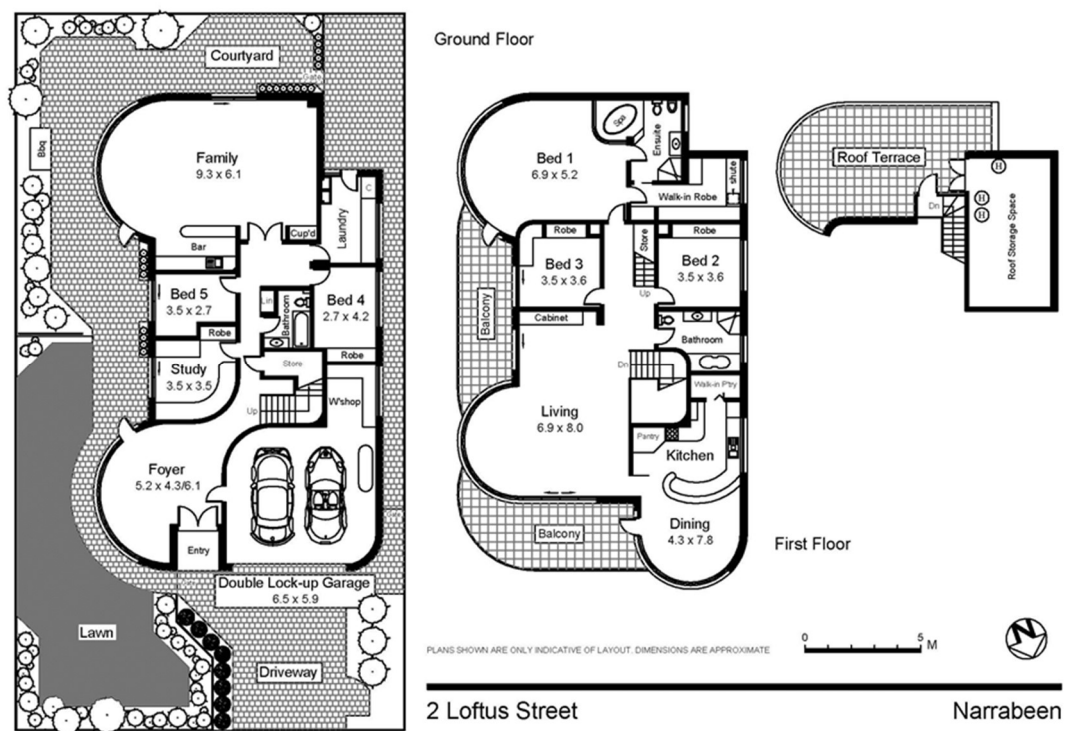 Ground Floor
Courtyard
Gate
Bbq
Family
9.3 x 6.1
C
Laundry
Cup'd
Bar
Bed 5
3.5 x 2.7
Lin
Bathroom
Bed 4
2.7 x 4.2
Robe
Study
3.5 x 3.5
Store
Robe
Up
W'shop
Foyer
5.2 x 4.3/6.1
Entry
Double Lock-up Garage
6.5 x 5.9
Lawn
Driveway
Bed 1
6.9 x 5.2
Spa
Ensuite
shute
Walk-in Robe
Robe
Store
Robe
Bed 3
3.5 x 3.6
Bed 2
3.5 x 3.6
Up
Balcony
Cabinet
Bathroom
Dn
Walk-in P'try
Living
6.9 x 8.0
Pantry
Kitchen
Dining
4.3 x 7.8
Balcony
First Floor
Roof Terrace
Dn
H
H
H
Roof Storage Space
PLANS SHOWN ARE ONLY INDICATIVE OF LAYOUT. DIMENSIONS ARE APPROXIMATE
0 5 M
N
2 Loftus Street
Narrabeen